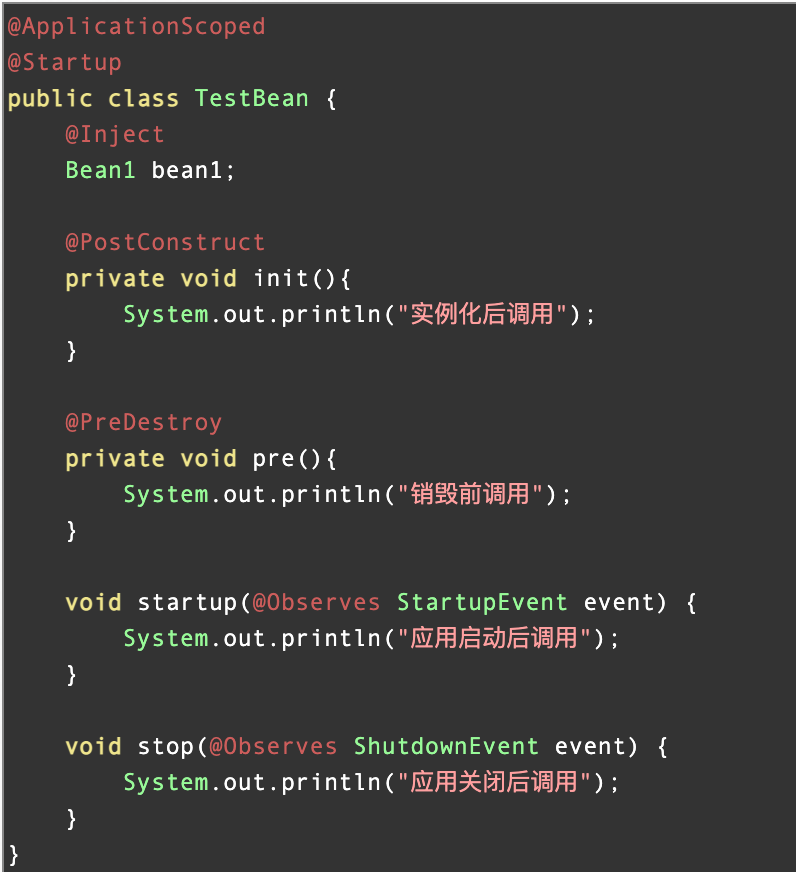 @ApplicationScoped
@Startup
public class TestBean {
    @Inject
    Bean1 bean1;

    @PostConstruct
    private void init(){
        System.out.println("实例化后调用");
    }

    @PreDestroy
    private void pre(){
        System.out.println("销毁前调用");
    }

    void startup(@Observes StartupEvent event) {
        System.out.println("应用启动后调用");
    }

    void stop(@Observes ShutdownEvent event) {
        System.out.println("应用关闭后调用");
    }
}